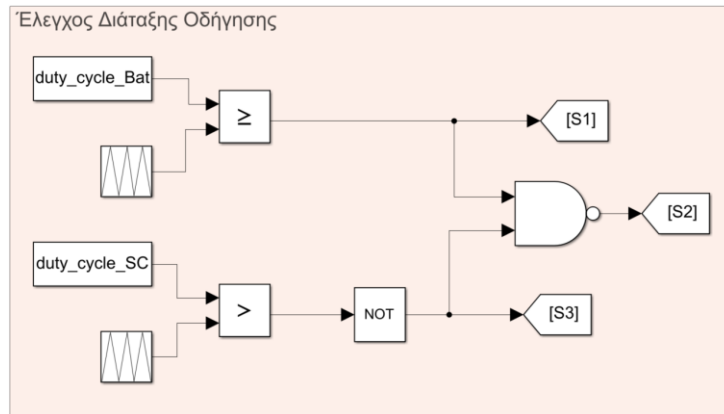 Έλεγχος Διάταξης Οδήγησης
duty_cycle_Bat
≥
[S1]
[S2]
duty_cycle_SC
>
NOT
[S3]